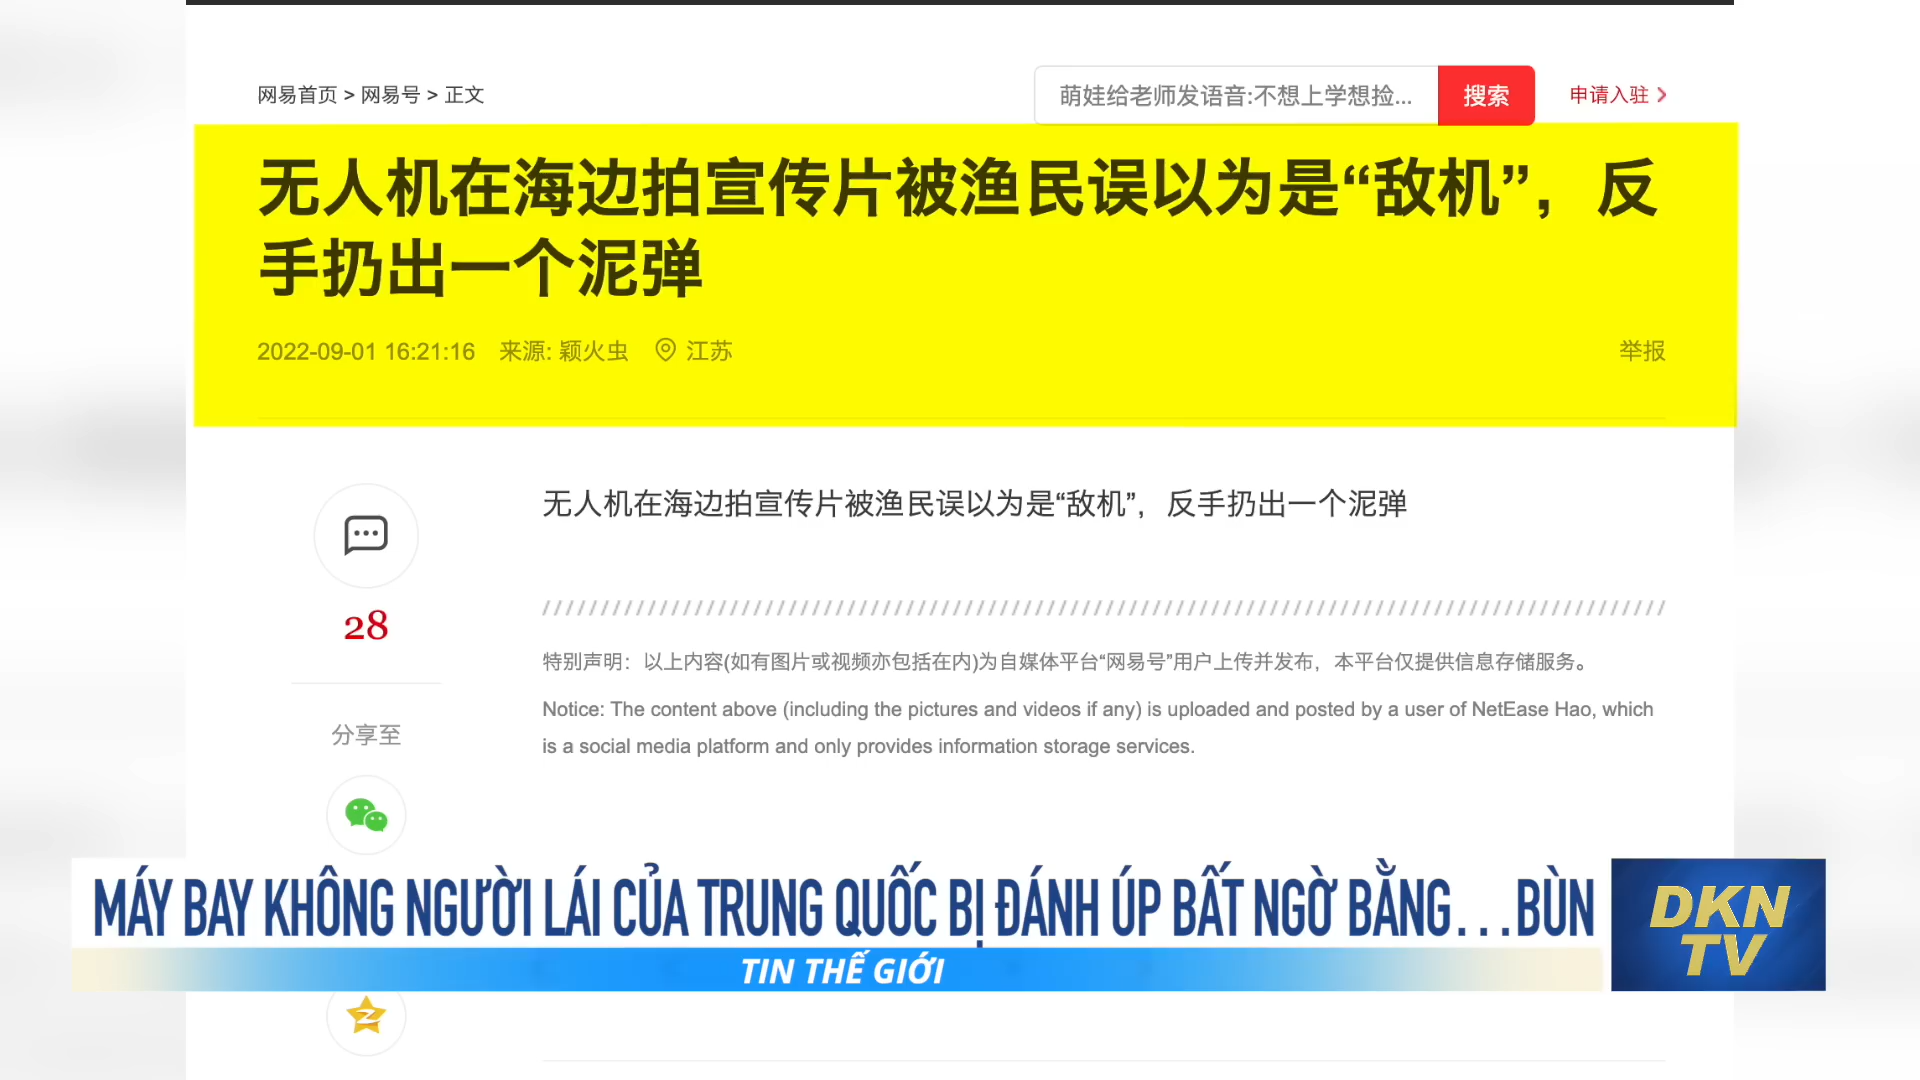 网易首页 > 网易号 > 正文
萌娃给老师发语音:不想上学想捡...
搜索
申请入驻
无人机在海边拍宣传片被渔民误以为是“敌机”，反
手扔出一个泥弹
2022-09-01 16:21:16 来源: 颖火虫 江苏
举报
无人机在海边拍宣传片被渔民误以为是“敌机”，反手扔出一个泥弹
28
特别声明：以上内容(如有图片或视频亦包括在内)为自媒体平台“网易号”用户上传并发布，本平台仅提供信息存储服务。
Notice: The content above (including the pictures and videos if any) is uploaded and posted by a user of NetEase Hao, which
is a social media platform and only provides information storage services.
分享至
MÁY BAY KHÔNG NGƯỜI LÁI CỦA TRUNG QUỐC BỊ ĐÁNH ÚP BẤT NGỜ BẰNG...BÙN
TIN THẾ GIỚI
DKN
TV